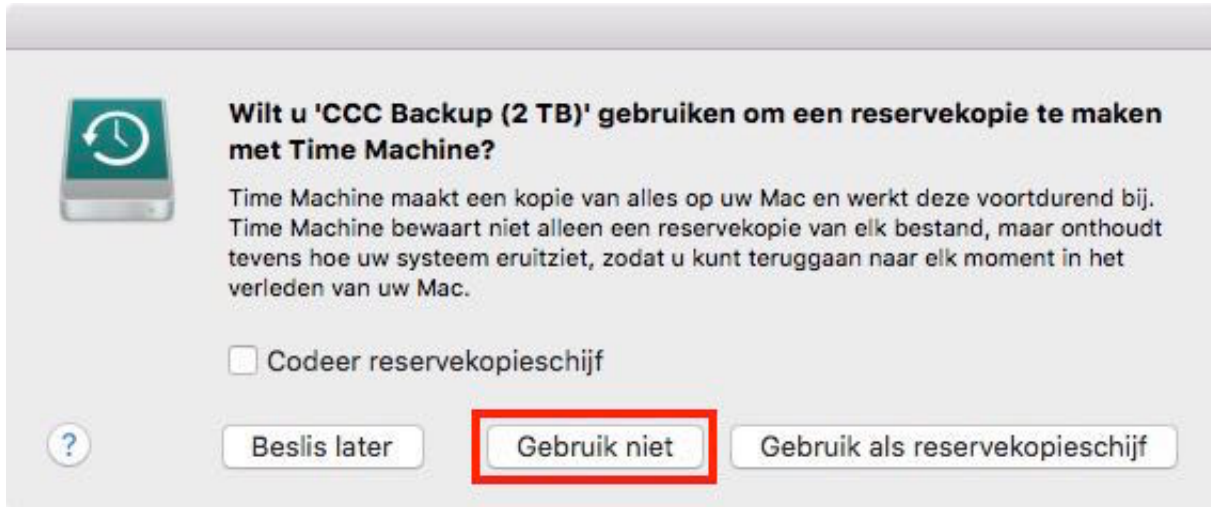 Wilt u 'CCC Backup (2 TB)' gebruiken om een reservekopie te maken
met Time Machine?
Time Machine maakt een kopie van alles op uw Mac en werkt deze voortdurend bij.
Time Machine bewaart niet alleen een reservekopie van elk bestand, maar onthoudt
tevens hoe uw systeem eruitziet, zodat u kunt teruggaan naar elk moment in het
verleden van uw Mac.
Codeer reservekopieschijf
? Beslis later Gebruik niet Gebruik als reservekopieschijf